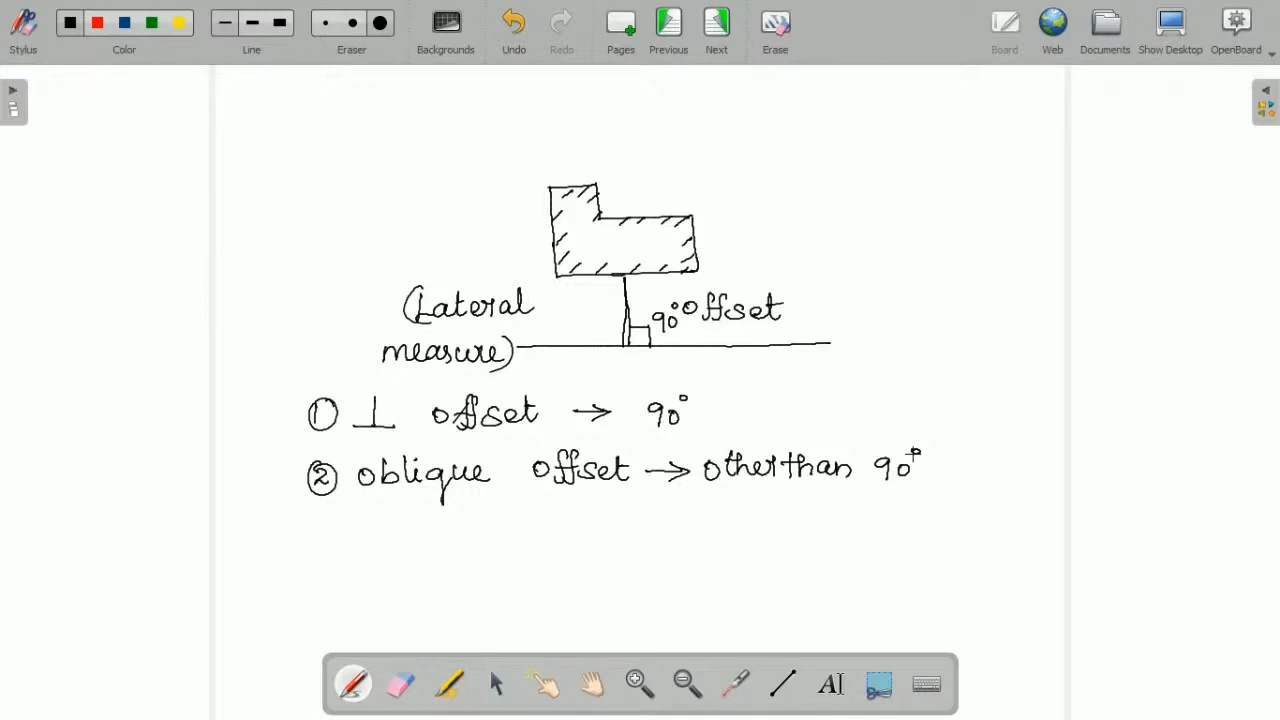 Stylus
Color
Line
Eraser
Backgrounds
Undo
Redo
Pages
Previous
Next
Erase
Board
Web
Documents
Show Desktop
OpenBoard
(Lateral
90° offset
measure)
① ⊥ offset → 90°
② oblique offset → other than 90°
AI